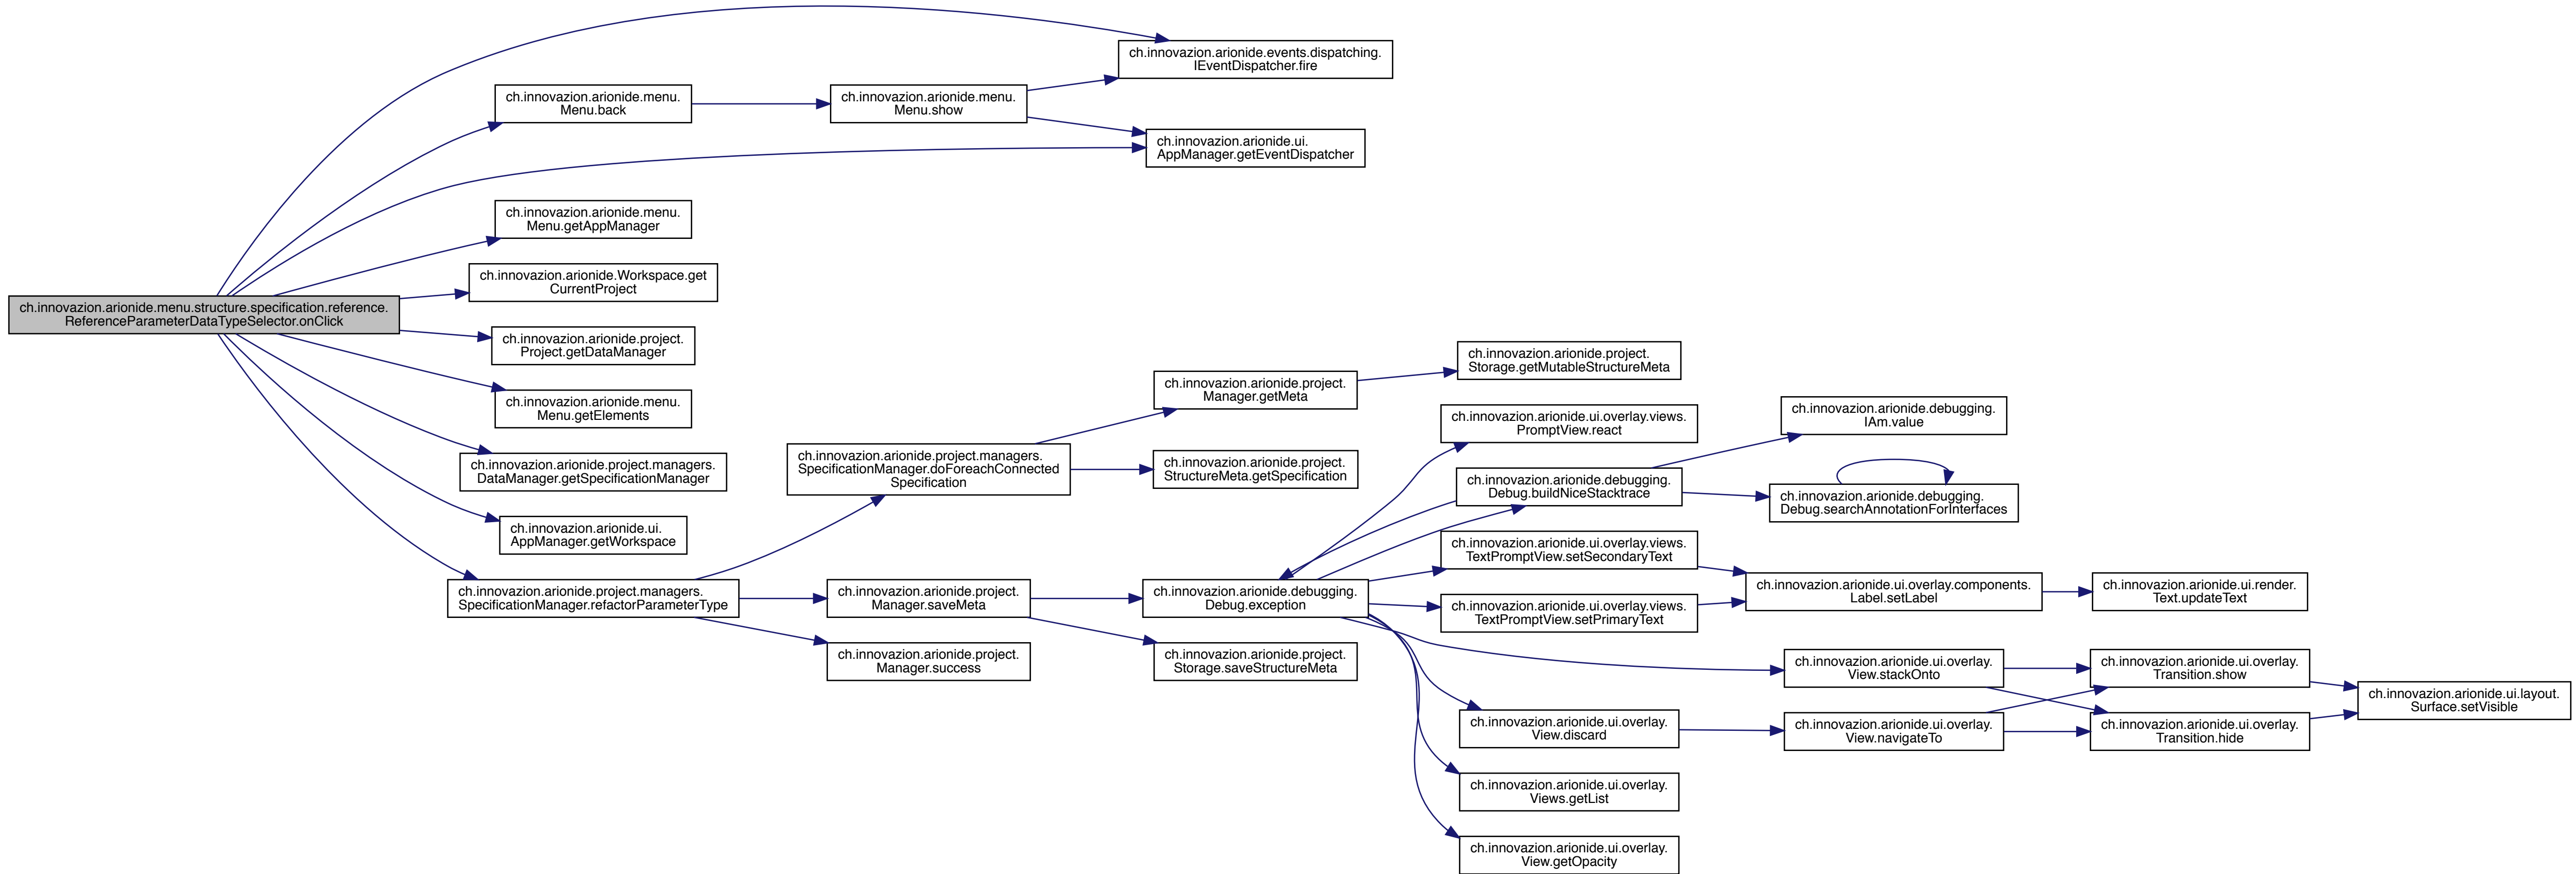 ch.innovazion.arionide.menu.structure.specification.reference.
ReferenceParameterDataTypeSelector.onClick
ch.innovazion.arionide.events.dispatching.
IEventDispatcher.fire
ch.innovazion.arionide.menu.
Menu.back
ch.innovazion.arionide.menu.
Menu.show
ch.innovazion.arionide.ui.
AppManager.getEventDispatcher
ch.innovazion.arionide.menu.
Menu.getAppManager
ch.innovazion.arionide.Workspace.get
CurrentProject
ch.innovazion.arionide.project.
Project.getDataManager
ch.innovazion.arionide.menu.
Menu.getElements
ch.innovazion.arionide.project.managers.
DataManager.getSpecificationManager
ch.innovazion.arionide.ui.
AppManager.getWorkspace
ch.innovazion.arionide.project.managers.
SpecificationManager.refactorParameterType
ch.innovazion.arionide.project.managers.
SpecificationManager.doForeachConnected
Specification
ch.innovazion.arionide.project.
Manager.getMeta
ch.innovazion.arionide.project.
Storage.getMutableStructureMeta
ch.innovazion.arionide.project.
StructureMeta.getSpecification
ch.innovazion.arionide.project.
Manager.saveMeta
ch.innovazion.arionide.project.
Manager.success
ch.innovazion.arionide.debugging.
Debug.exception
ch.innovazion.arionide.project.
Storage.saveStructureMeta
ch.innovazion.arionide.ui.overlay.views.
PromptView.react
ch.innovazion.arionide.debugging.
Debug.buildNiceStacktrace
ch.innovazion.arionide.debugging.
IAm.value
ch.innovazion.arionide.debugging.
Debug.searchAnnotationForInterfaces
ch.innovazion.arionide.ui.overlay.views.
TextPromptView.setSecondaryText
ch.innovazion.arionide.ui.overlay.views.
TextPromptView.setPrimaryText
ch.innovazion.arionide.ui.overlay.components.
Label.setLabel
ch.innovazion.arionide.ui.render.
Text.updateText
ch.innovazion.arionide.ui.overlay.
View.stackOnto
ch.innovazion.arionide.ui.overlay.
Transition.show
ch.innovazion.arionide.ui.layout.
Surface.setVisible
ch.innovazion.arionide.ui.overlay.
View.discard
ch.innovazion.arionide.ui.overlay.
View.navigateTo
ch.innovazion.arionide.ui.overlay.
Transition.hide
ch.innovazion.arionide.ui.overlay.
Views.getList
ch.innovazion.arionide.ui.overlay.
View.getOpacity